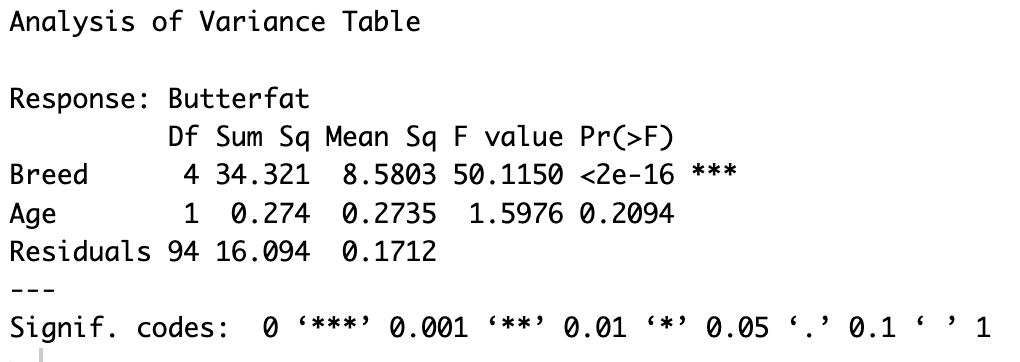 Analysis of Variance Table
Response: Butterfat
Df Sum Sq Mean Sq F value Pr(>F)
Breed 4 34.321 8.5803 50.1150 <2e-16 ***
Age 1 0.274 0.2735 1.5976 0.2094
Residuals 94 16.094 0.1712
---
Signif. codes: 0 ‘***’ 0.001 ‘**’ 0.01 ‘*’ 0.05 ‘.’ 0.1 ‘ ’ 1